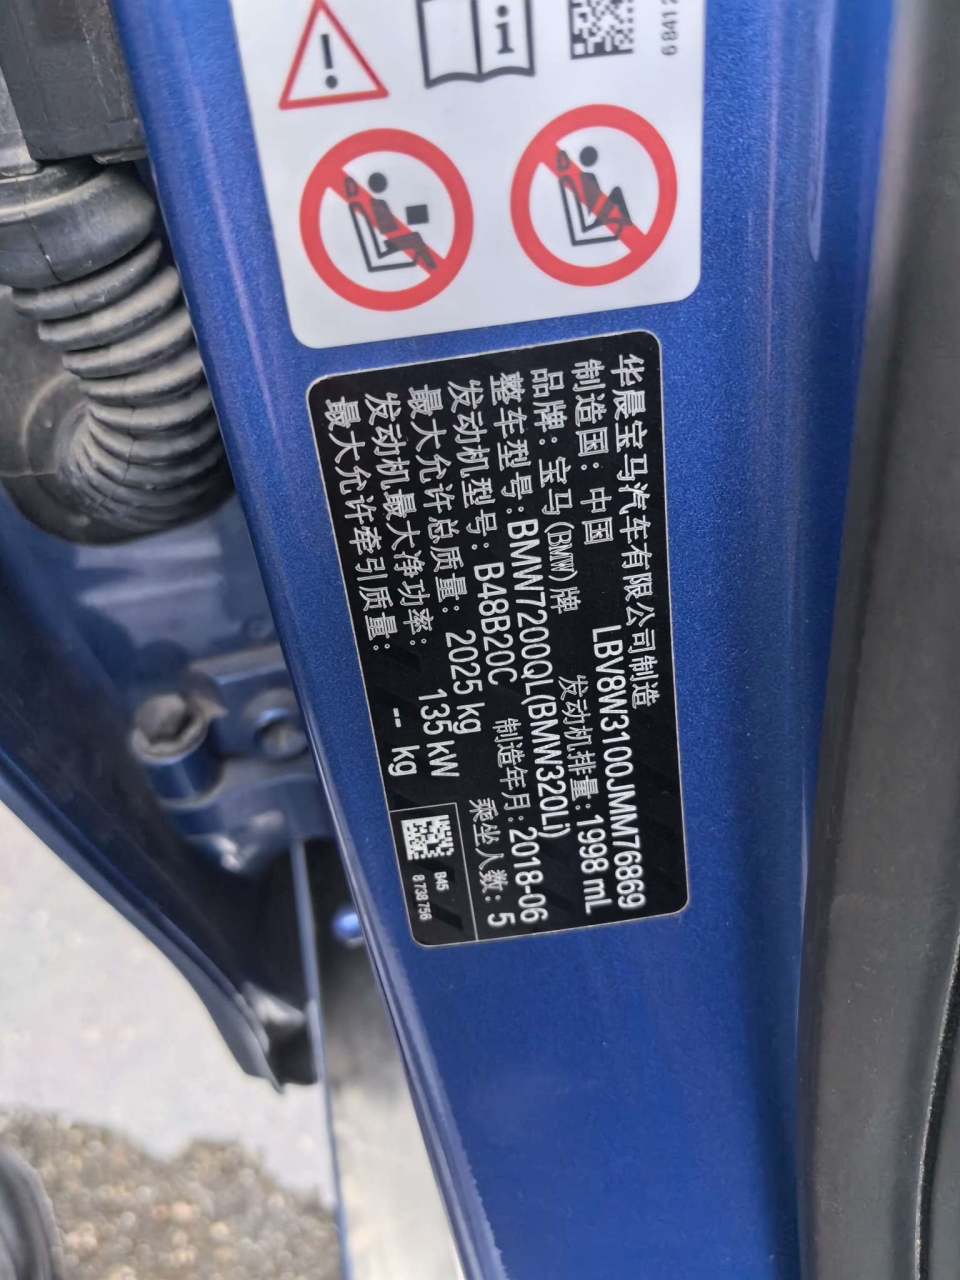 68412
华晨宝马汽车有限公司制造
制造国: 中国 LBV8W3100JMM76869
品牌: 宝马(BMW)牌 发动机排量: 1998 mL
整车型号: BMW7200QL(BMW320Li)
发动机型号: B48B20C 制造年月: 2018-06
最大允许总质量: 2025 kg 乘坐人数: 5
发动机最大净功率: 135 kW
最大允许牵引质量: -- kg
B45
8 738 756